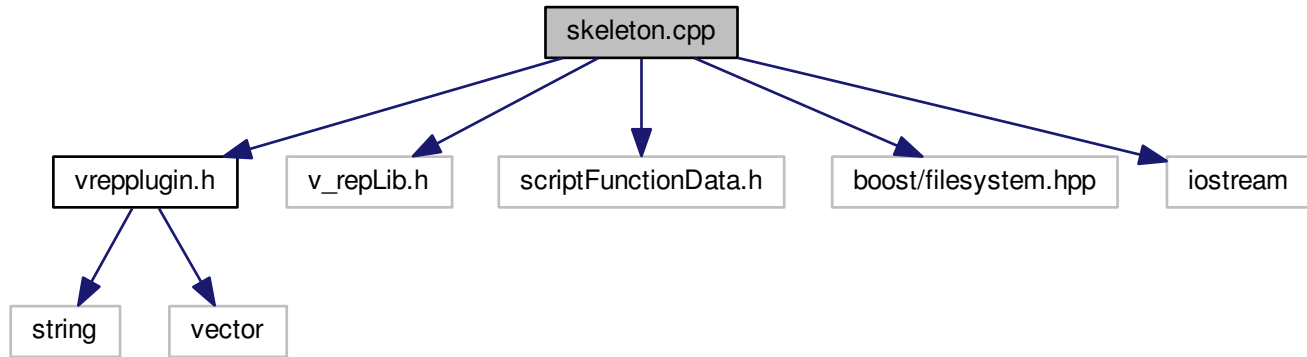 skeleton.cpp
vrepplugin.h
v_repLib.h
scriptFunctionData.h
boost/filesystem.hpp
iostream
string
vector